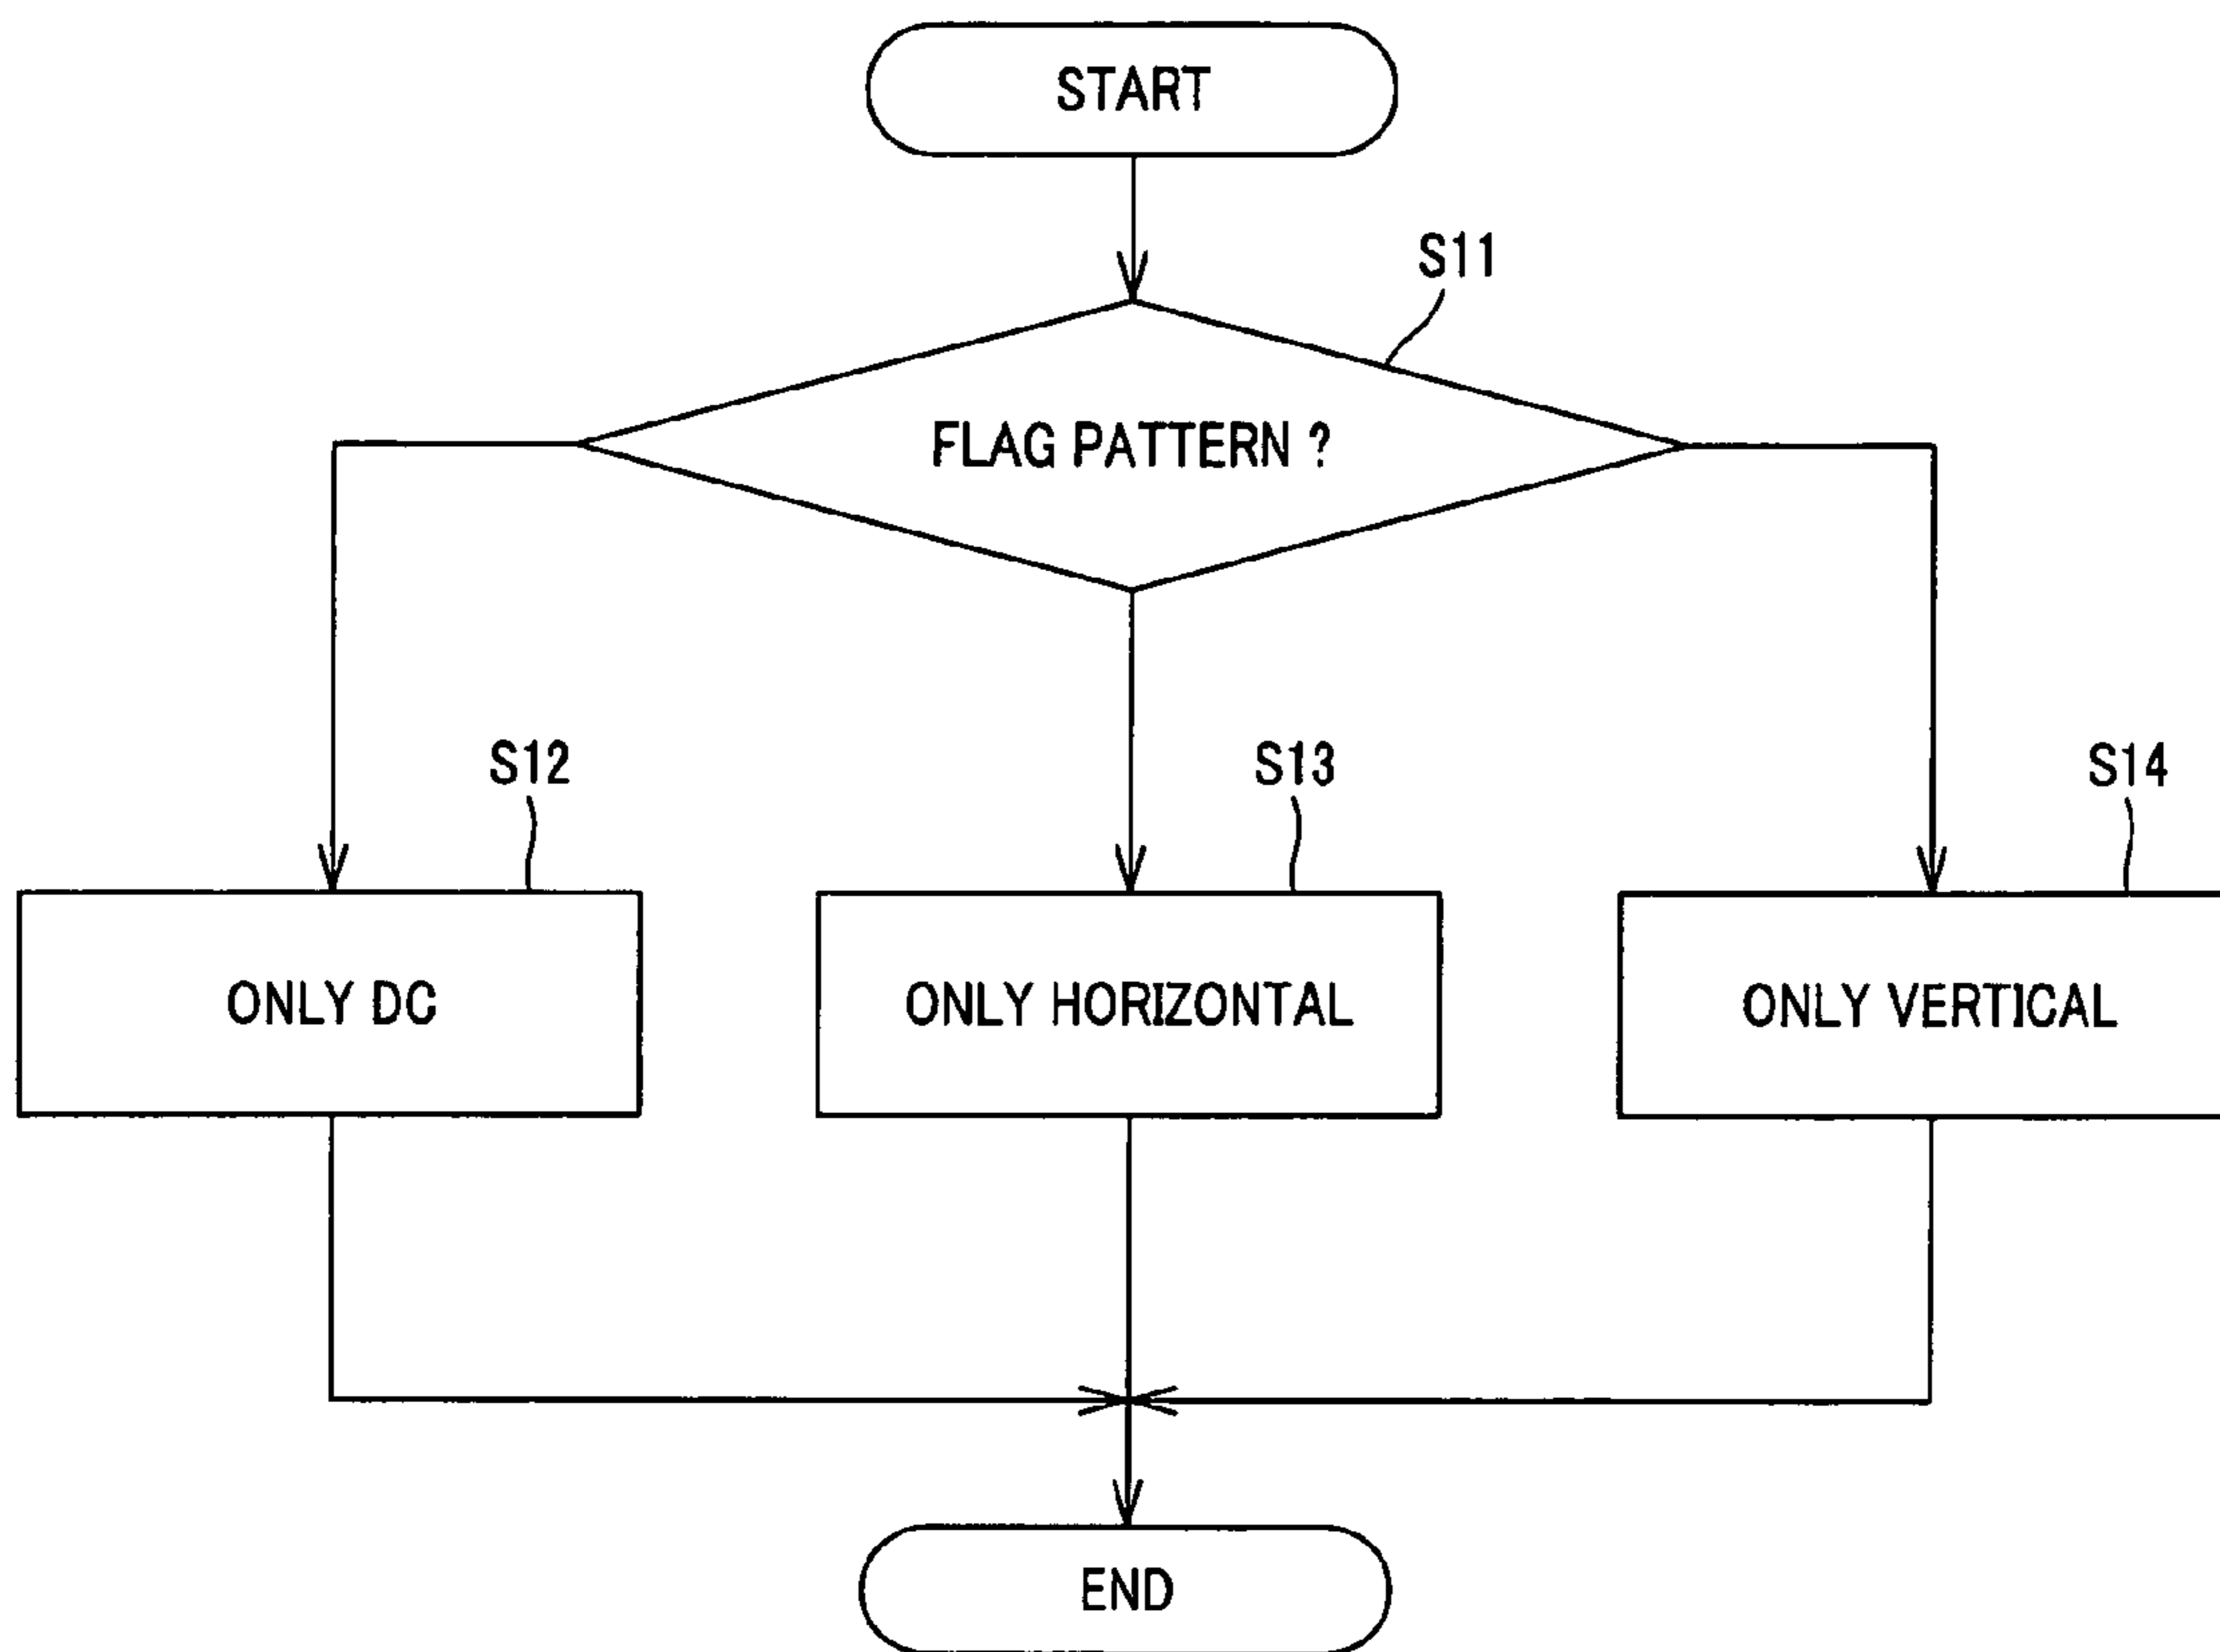 START
S11
FLAG PATTERN ?
S12
S13
S14
ONLY DC
ONLY HORIZONTAL
ONLY VERTICAL
END